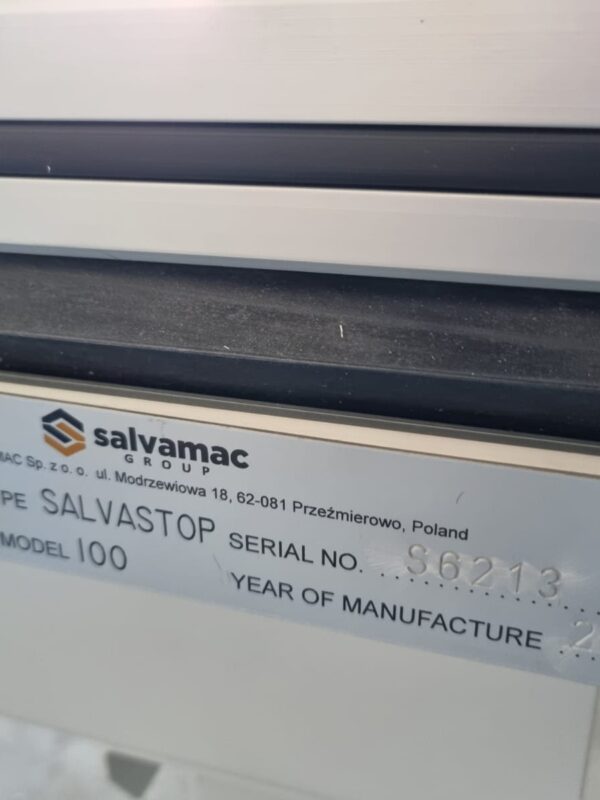 salvamac
GROUP
MAC Sp. z o. o. ul. Modrzewiowa 18, 62-081 Przeźmierowo, Poland
PE SALVASTOP SERIAL NO. S6213
MODEL 100 YEAR OF MANUFACTURE 2